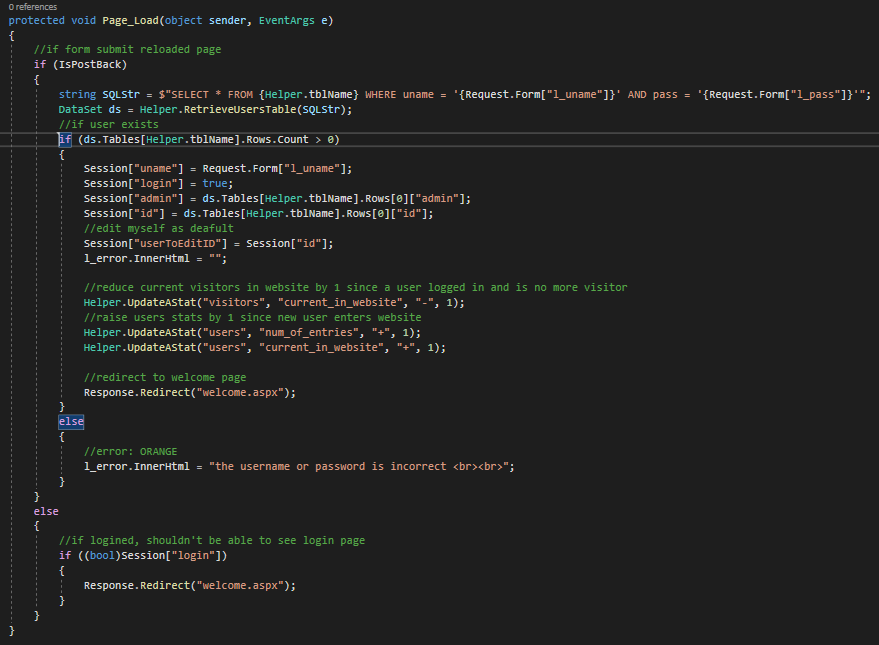 0 references
protected void Page_Load(object sender, EventArgs e)
{
    //if form submit reloaded page
    if (IsPostBack)
    {
        string SQLStr = $"SELECT * FROM {Helper.tblName} WHERE uname = '{Request.Form["l_uname"]}' AND pass = '{Request.Form["l_pass"]}'";
        DataSet ds = Helper.RetrieveUsersTable(SQLStr);
        //if user exists
        if (ds.Tables[Helper.tblName].Rows.Count > 0)
        {
            Session["uname"] = Request.Form["l_uname"];
            Session["login"] = true;
            Session["admin"] = ds.Tables[Helper.tblName].Rows[0]["admin"];
            Session["id"] = ds.Tables[Helper.tblName].Rows[0]["id"];
            //edit myself as deafult
            Session["userToEditID"] = Session["id"];
            l_error.InnerHtml = "";

            //reduce current visitors in website by 1 since a user logged in and is no more visitor
            Helper.UpdateAStat("visitors", "current_in_website", "-", 1);
            //raise users stats by 1 since new user enters website
            Helper.UpdateAStat("users", "num_of_entries", "+", 1);
            Helper.UpdateAStat("users", "current_in_website", "+", 1);

            //redirect to welcome page
            Response.Redirect("welcome.aspx");
        }
        else
        {
            //error: ORANGE
            l_error.InnerHtml = "the username or password is incorrect <br><br>";
        }
    }
    else
    {
        //if logined, shouldn't be able to see login page
        if ((bool)Session["login"])
        {
            Response.Redirect("welcome.aspx");
        }
    }
}